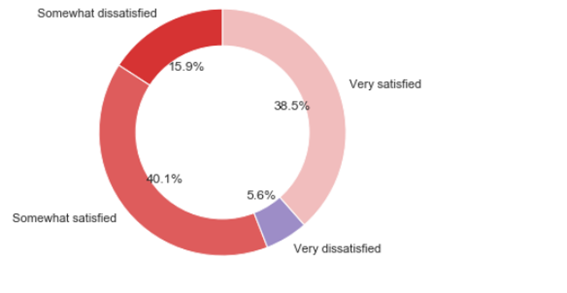 Somewhat dissatisfied
15.9%
Very satisfied
38.5%
40.1%
5.6%
Somewhat satisfied
Very dissatisfied